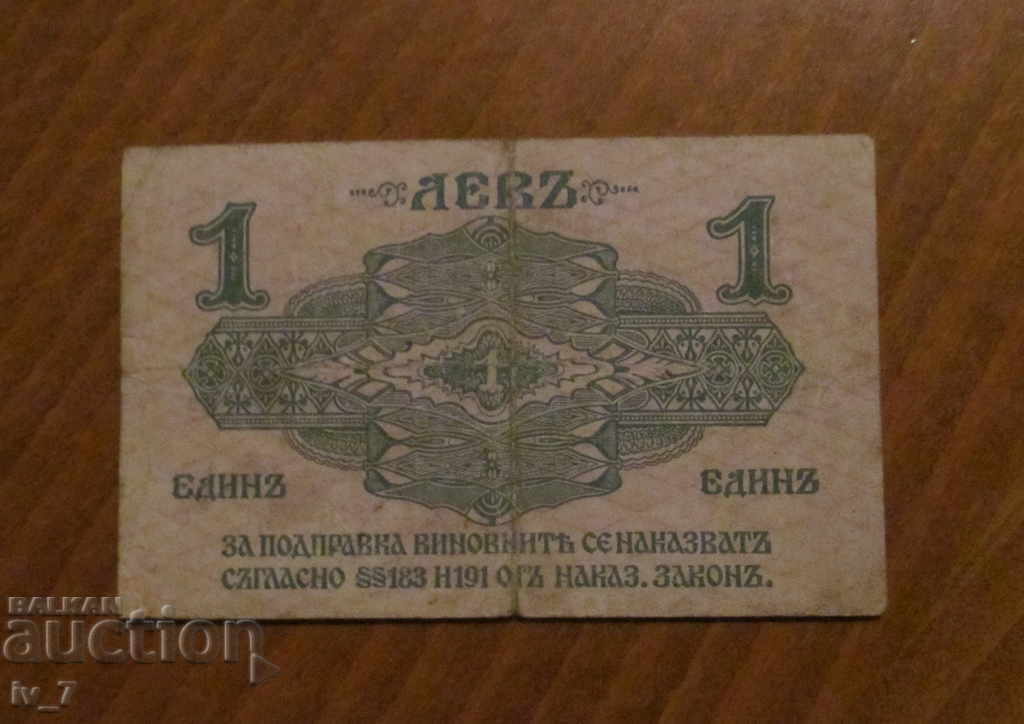 ЛЕВЪ
1 1
1
ЕДИНЪ ЕДИНЪ
ЗА ПОДПРАВКА ВИНОВНИТѢ СЕ НАКАЗВАТЪ
СЪГЛАСНО §§183 И 191 ОТЪ НАКАЗ. ЗАКОНЪ.
BALKAN
auction
iv_7